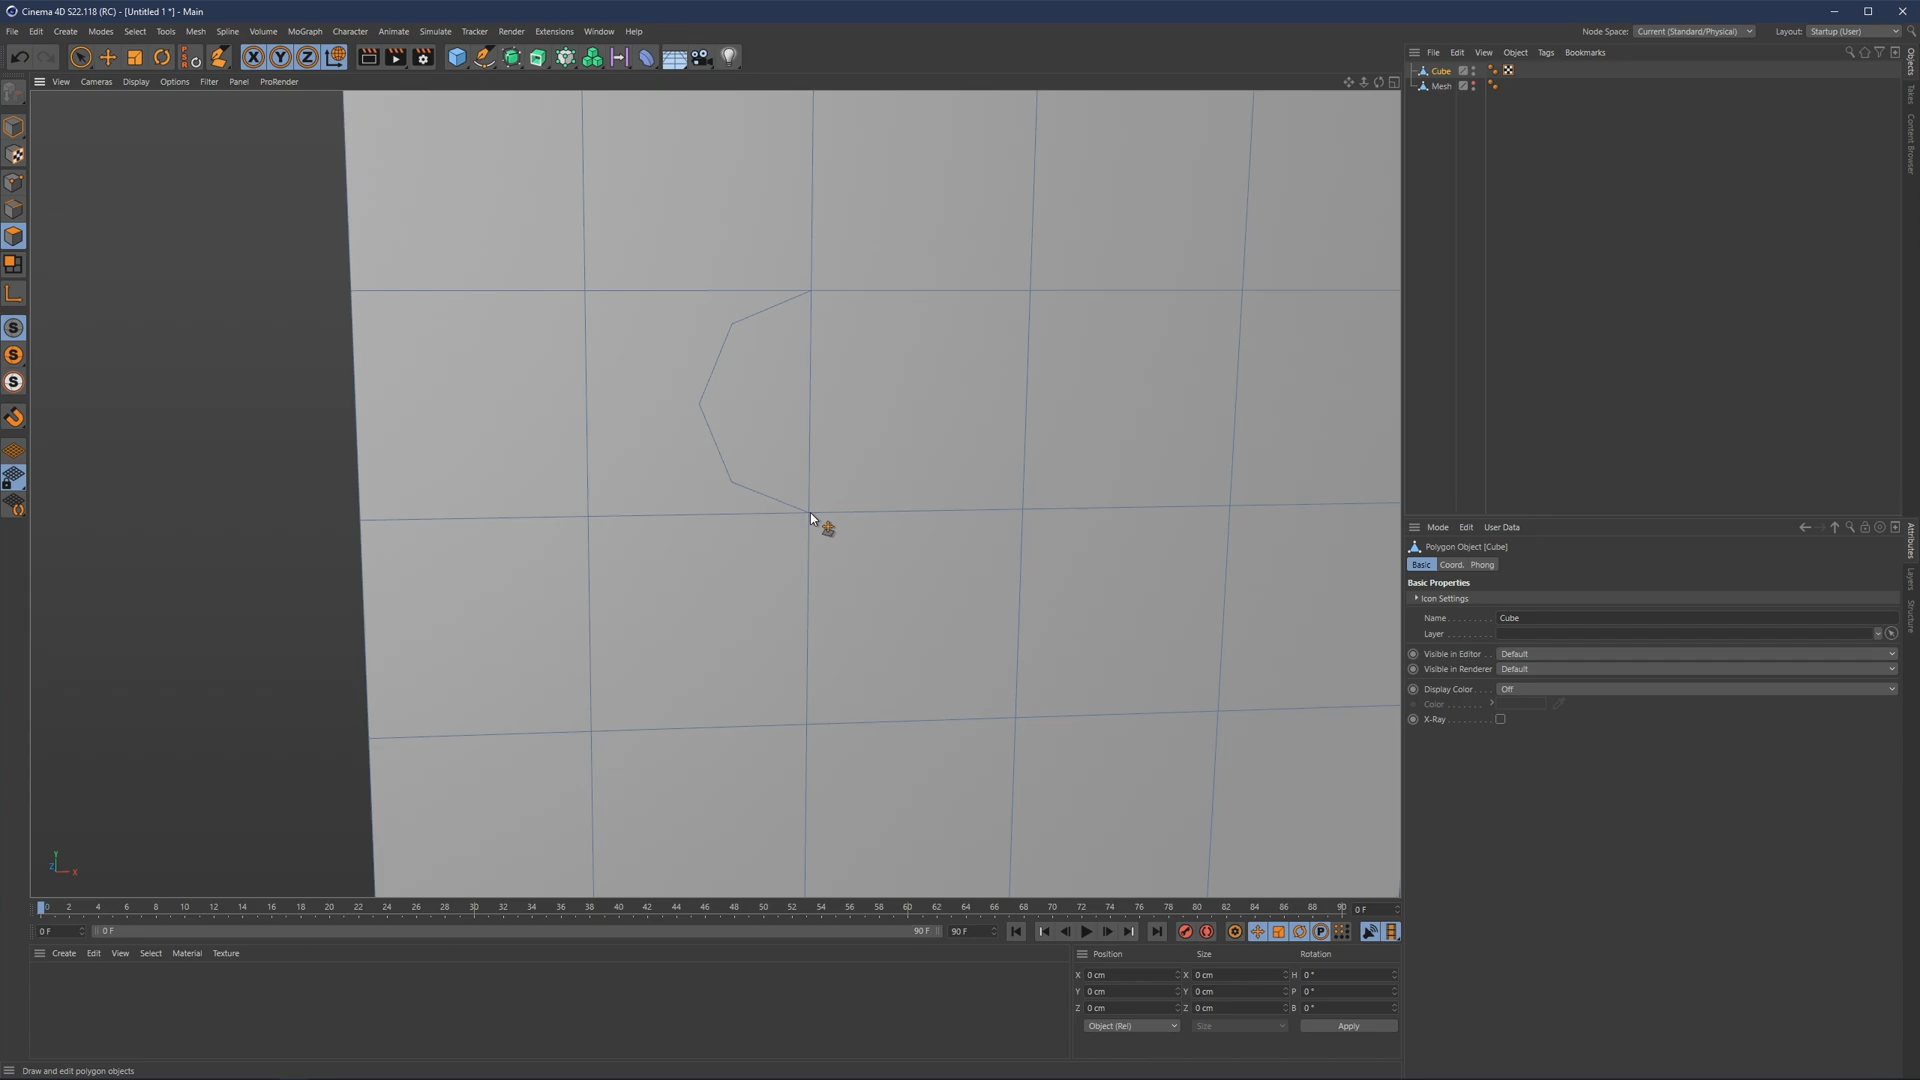 Cinema 4D S22.118 (RC) - [Untitled 1 *] - Main
File Edit Create Modes Select Tools Mesh Spline Volume MoGraph Character Animate Simulate Tracker Render Extensions Window Help
Node Space: Current (Standard/Physical) Layout: Startup (User)
X Y Z
P S R
View Cameras Display Options Filter Panel ProRender
File Edit View Object Tags Bookmarks
Cube
Mesh
Objects
Takes
Content Browser
S
S
S
Y
Z X
Mode Edit User Data
Polygon Object [Cube]
Basic Coord. Phong
Basic Properties
Icon Settings
Name . . . . . . . . . Cube
Layer . . . . . . . . .
Visible in Editor . . Default
Visible in Renderer Default
Display Color . . . . Off
Color . . . . . . .
X-Ray . . . . . . . . .
Attributes
Layers
Structure
0 2 4 6 8 10 12 14 16 18 20 22 24 26 28 30 32 34 36 38 40 42 44 46 48 50 52 54 56 58 60 62 64 66 68 70 72 74 76 78 80 82 84 86 88 90 0 F
0 F 0 F 90 F 90 F
P
Create Edit View Select Material Texture
Position Size Rotation
X 0 cm X 0 cm H 0 °
Y 0 cm Y 0 cm P 0 °
Z 0 cm Z 0 cm B 0 °
Object (Rel) Size Apply
Draw and edit polygon objects